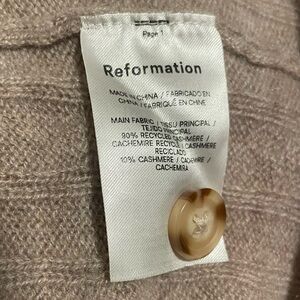 Page 1
Reformation
MADE IN CHINA / FABRICADO EN
CHINA / FABRIQUÉ EN CHINE
MAIN FABRIC / TISSU PRINCIPAL /
TEJIDO PRINCIPAL
90% RECYCLED CASHMERE /
CACHEMIRE RECYCLÉ / CASHMERE
RECICLADO
10% CASHMERE / CACHEMIRE /
CACHEMIRA